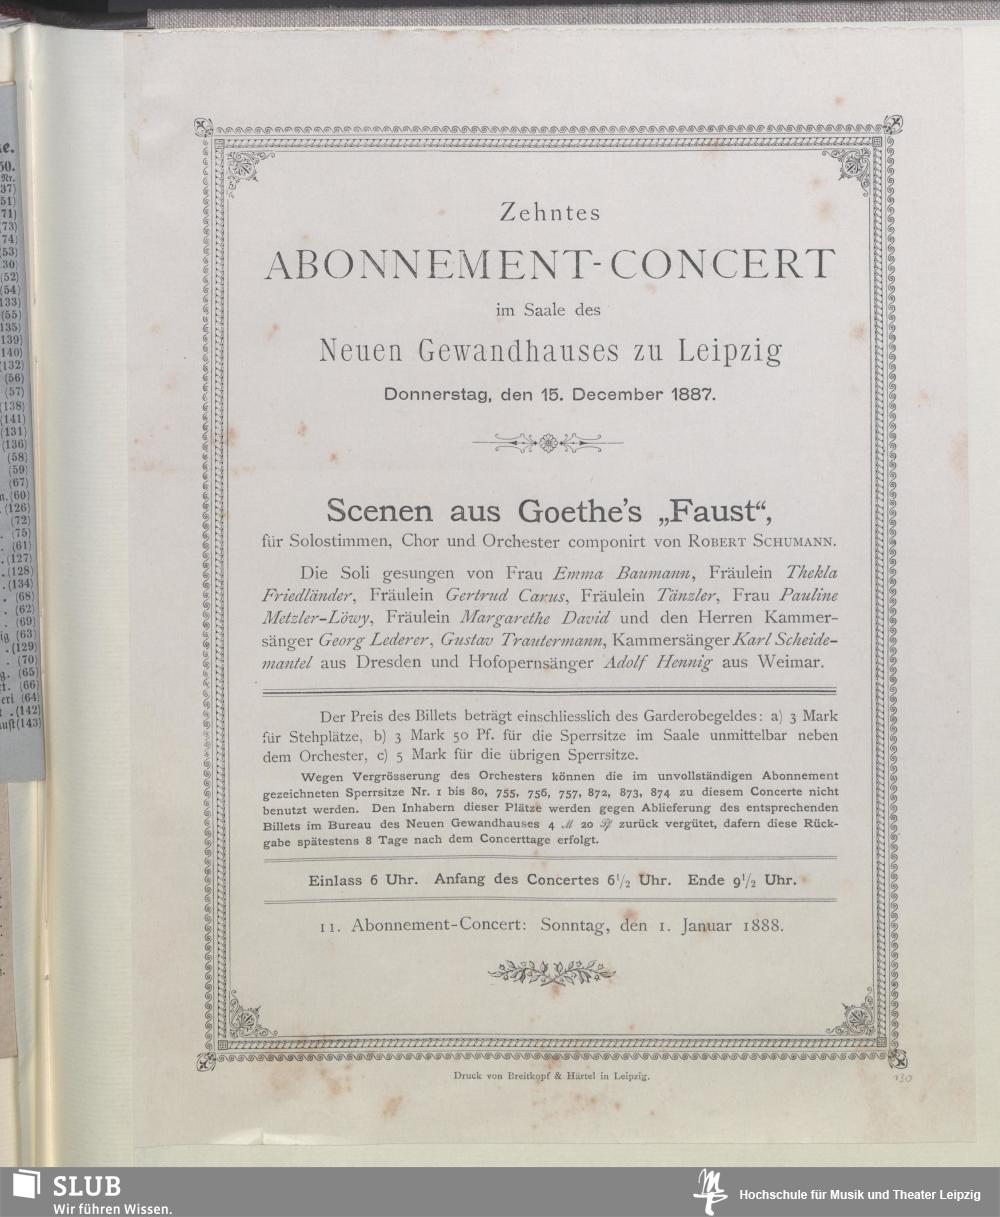 Zehntes
ABONNEMENT-CONCERT
im Saale des
Neuen Gewandhauses zu Leipzig
Donnerstag, den 15. December 1887.
Scenen aus Goethe's „Faust“,
für Solostimmen, Chor und Orchester componirt von ROBERT SCHUMANN.
Die Soli gesungen von Frau Emma Baumann, Fräulein Thekla
Friedländer, Fräulein Gertrud Carus, Fräulein Tänzler, Frau Pauline
Metzler-Löwy, Fräulein Margarethe David und den Herren Kammer-
sänger Georg Lederer, Gustav Trautermann, Kammersänger Karl Scheide-
mantel aus Dresden und Hofopernsänger Adolf Hennig aus Weimar.
Der Preis des Billets beträgt einschliesslich des Garderobegeldes: a) 3 Mark
für Stehplätze, b) 3 Mark 50 Pf. für die Sperrsitze im Saale unmittelbar neben
dem Orchester, c) 5 Mark für die übrigen Sperrsitze.
Wegen Vergrösserung des Orchesters können die im unvollständigen Abonnement
gezeichneten Sperrsitze Nr. 1 bis 80, 755, 756, 757, 872, 873, 874 zu diesem Concerte nicht
benutzt werden. Den Inhabern dieser Plätze werden gegen Ablieferung des entsprechenden
Billets im Bureau des Neuen Gewandhauses 4 ℳ 20 ₰ zurück vergütet, dafern diese Rück-
gabe spätestens 8 Tage nach dem Concerttage erfolgt.
Einlass 6 Uhr. Anfang des Concertes 6 1/2 Uhr. Ende 9 1/2 Uhr.
11. Abonnement-Concert: Sonntag, den 1. Januar 1888.
Druck von Breitkopf & Härtel in Leipzig.
130
SLUB
Wir führen Wissen.
Hochschule für Musik und Theater Leipzig